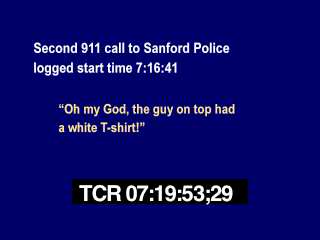 Second 911 call to Sanford Police
logged start time 7:16:41
“Oh my God, the guy on top had
a white T-shirt!”
TCR 07:19:53;29